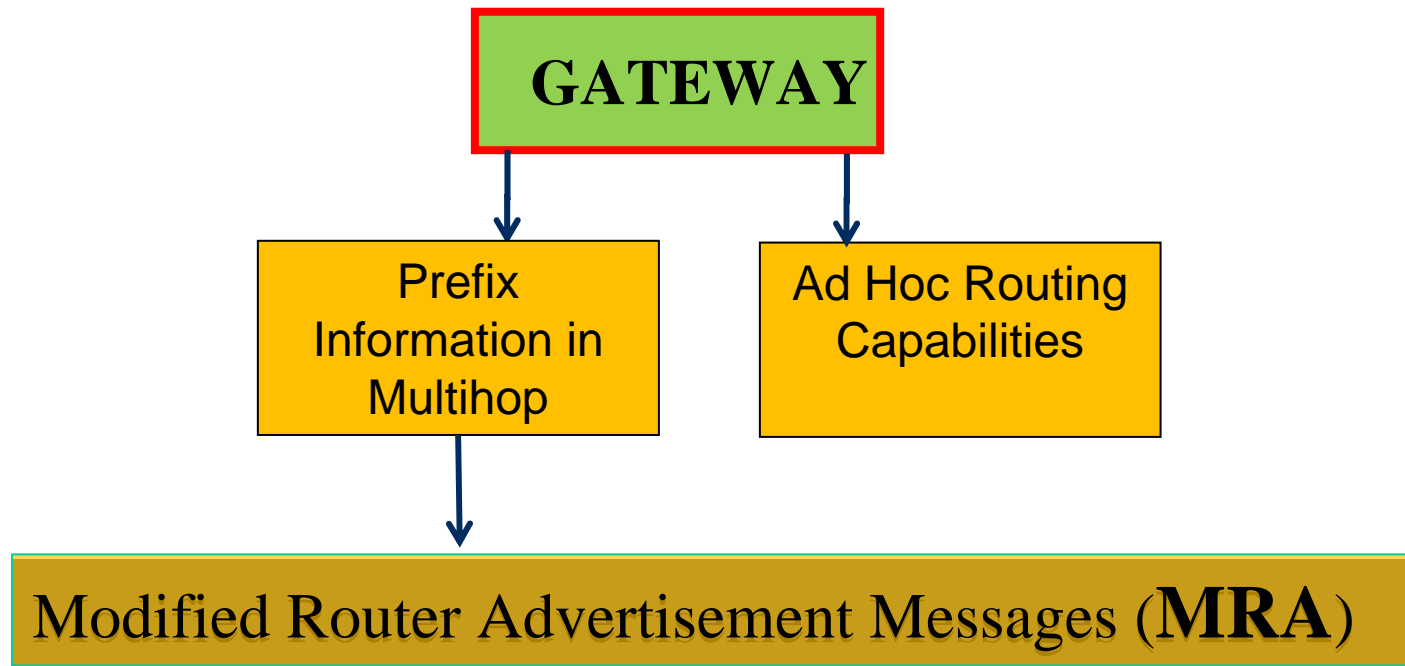 GATEWAY
Prefix
Information in
Multihop
Ad Hoc Routing
Capabilities
Modified Router Advertisement Messages (MRA)